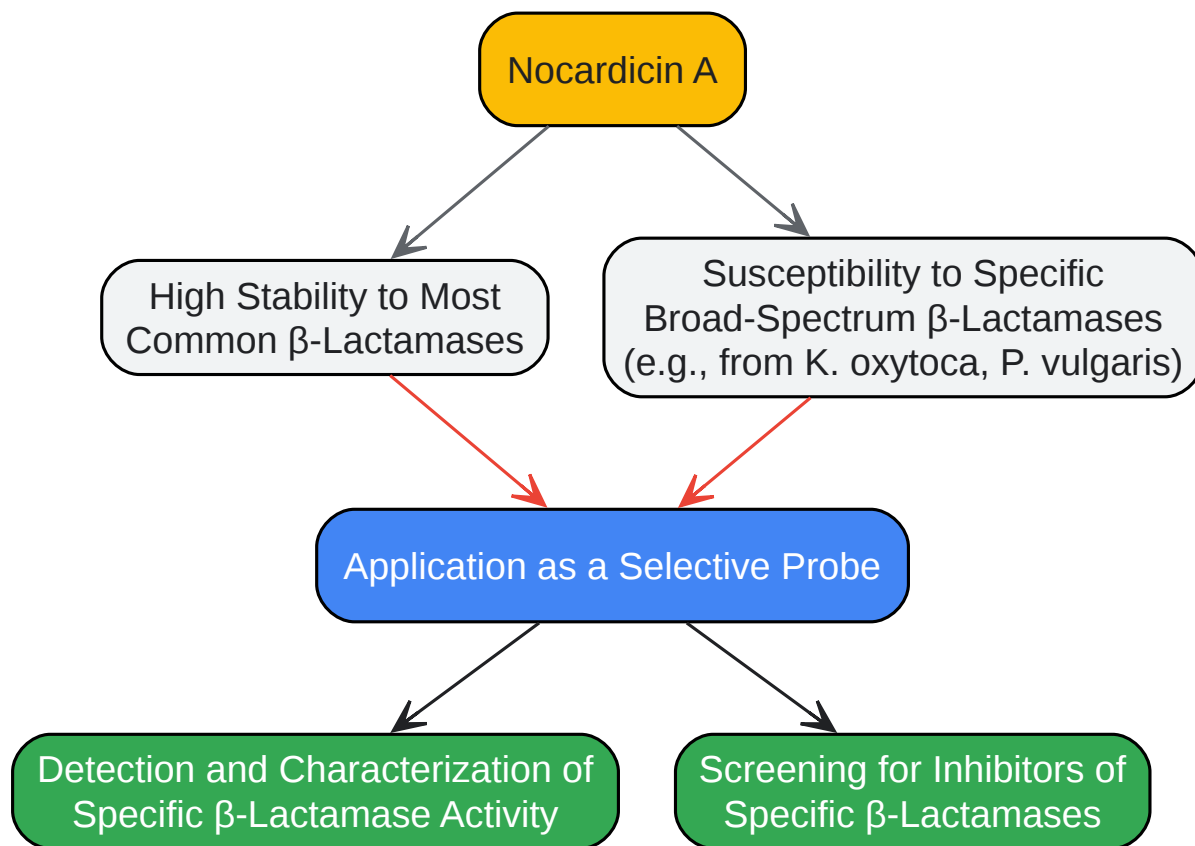 Nocardicin A
High Stability to Most
Common β-Lactamases
Susceptibility to Specific
Broad-Spectrum β-Lactamases
(e.g., from K. oxytoca, P. vulgaris)
Application as a Selective Probe
Detection and Characterization of
Specific β-Lactamase Activity
Screening for Inhibitors of
Specific β-Lactamases